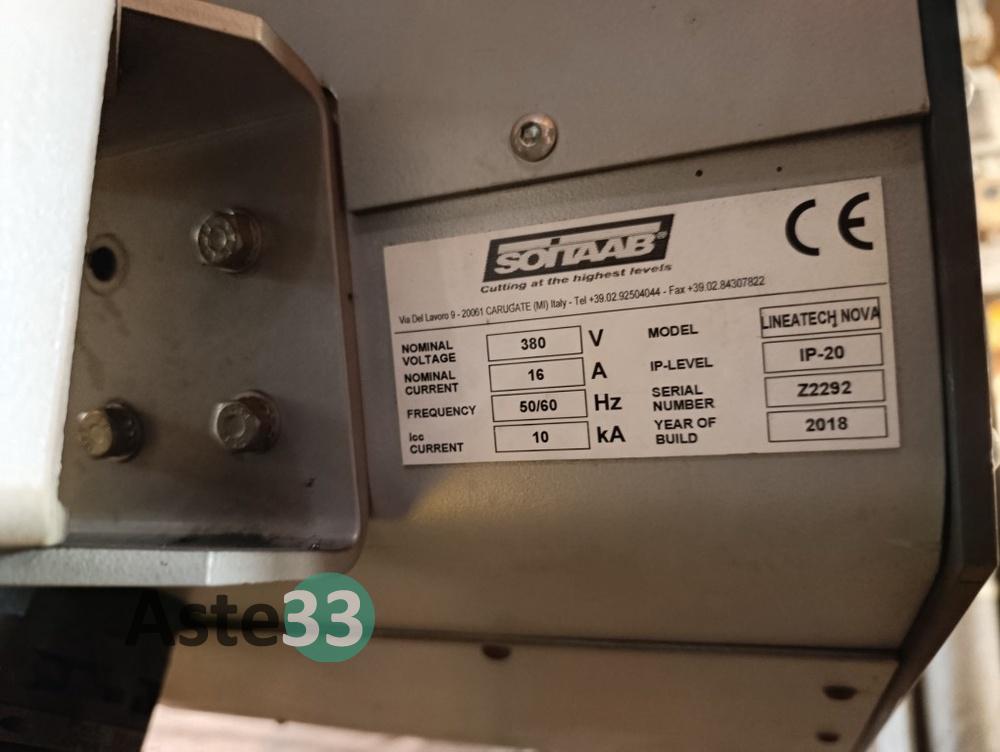 SOITAAB®
Cutting at the highest levels
CE
Via Del Lavoro 9 - 20061 CARUGATE (MI) Italy - Tel +39.02.92504044 - Fax +39.02.84307822
NOMINAL VOLTAGE 380 V MODEL LINEATECH NOVA
NOMINAL CURRENT 16 A IP-LEVEL IP-20
FREQUENCY 50/60 Hz SERIAL NUMBER Z2292
Icc CURRENT 10 kA YEAR OF BUILD 2018
Aste33